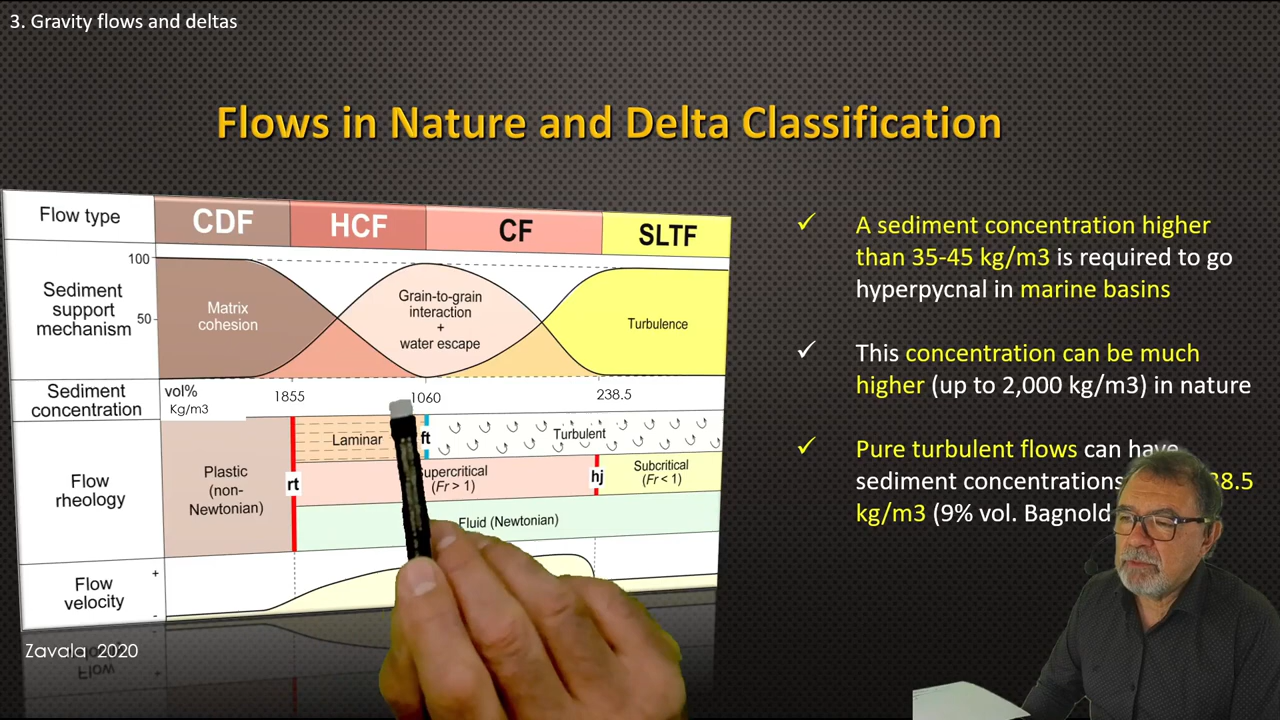 3. Gravity flows and deltas
Flows in Nature and Delta Classification
Flow type
CDF
HCF
CF
SLTF
Sediment
support
mechanism
100
50
Matrix
cohesion
Grain-to-grain
interaction
+
water escape
Turbulence
Sediment
concentration
vol%
Kg/m3
1855
1060
238.5
Flow
rheology
Plastic
(non-
Newtonian)
rt
Laminar
ft
Turbulent
(Fr > 1)
hj
Subcritical
(Fr < 1)
Fluid (Newtonian)
Flow
velocity
+
-
Zavala 2020
✓ A sediment concentration higher
than 35-45 kg/m3 is required to go
hyperpycnal in marine basins
✓ This concentration can be much
higher (up to 2,000 kg/m3) in nature
✓ Pure turbulent flows can have
sediment concentrations
kg/m3 (9% vol. Bagnold